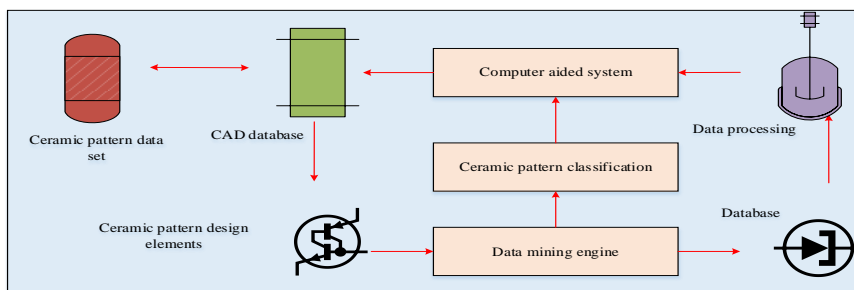 Computer aided system
Ceramic pattern data
set
CAD database
Data processing
Ceramic pattern classification
Ceramic pattern design
elements
Database
Data mining engine